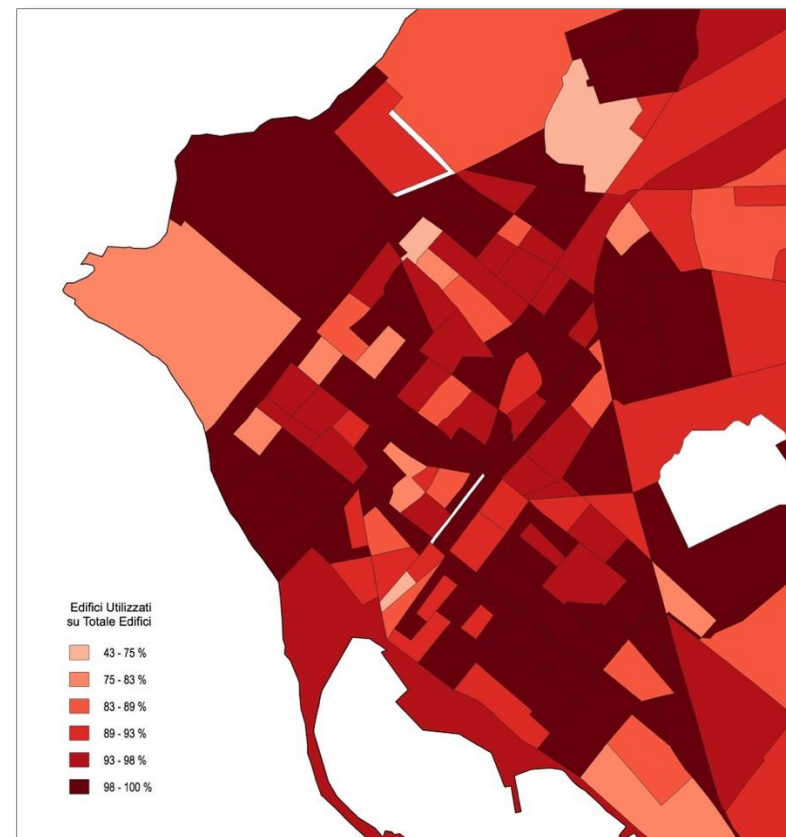 Edifici Utilizzati
su Totale Edifici
43 - 75 %
75 - 83 %
83 - 89 %
89 - 93 %
93 - 98 %
98 - 100 %